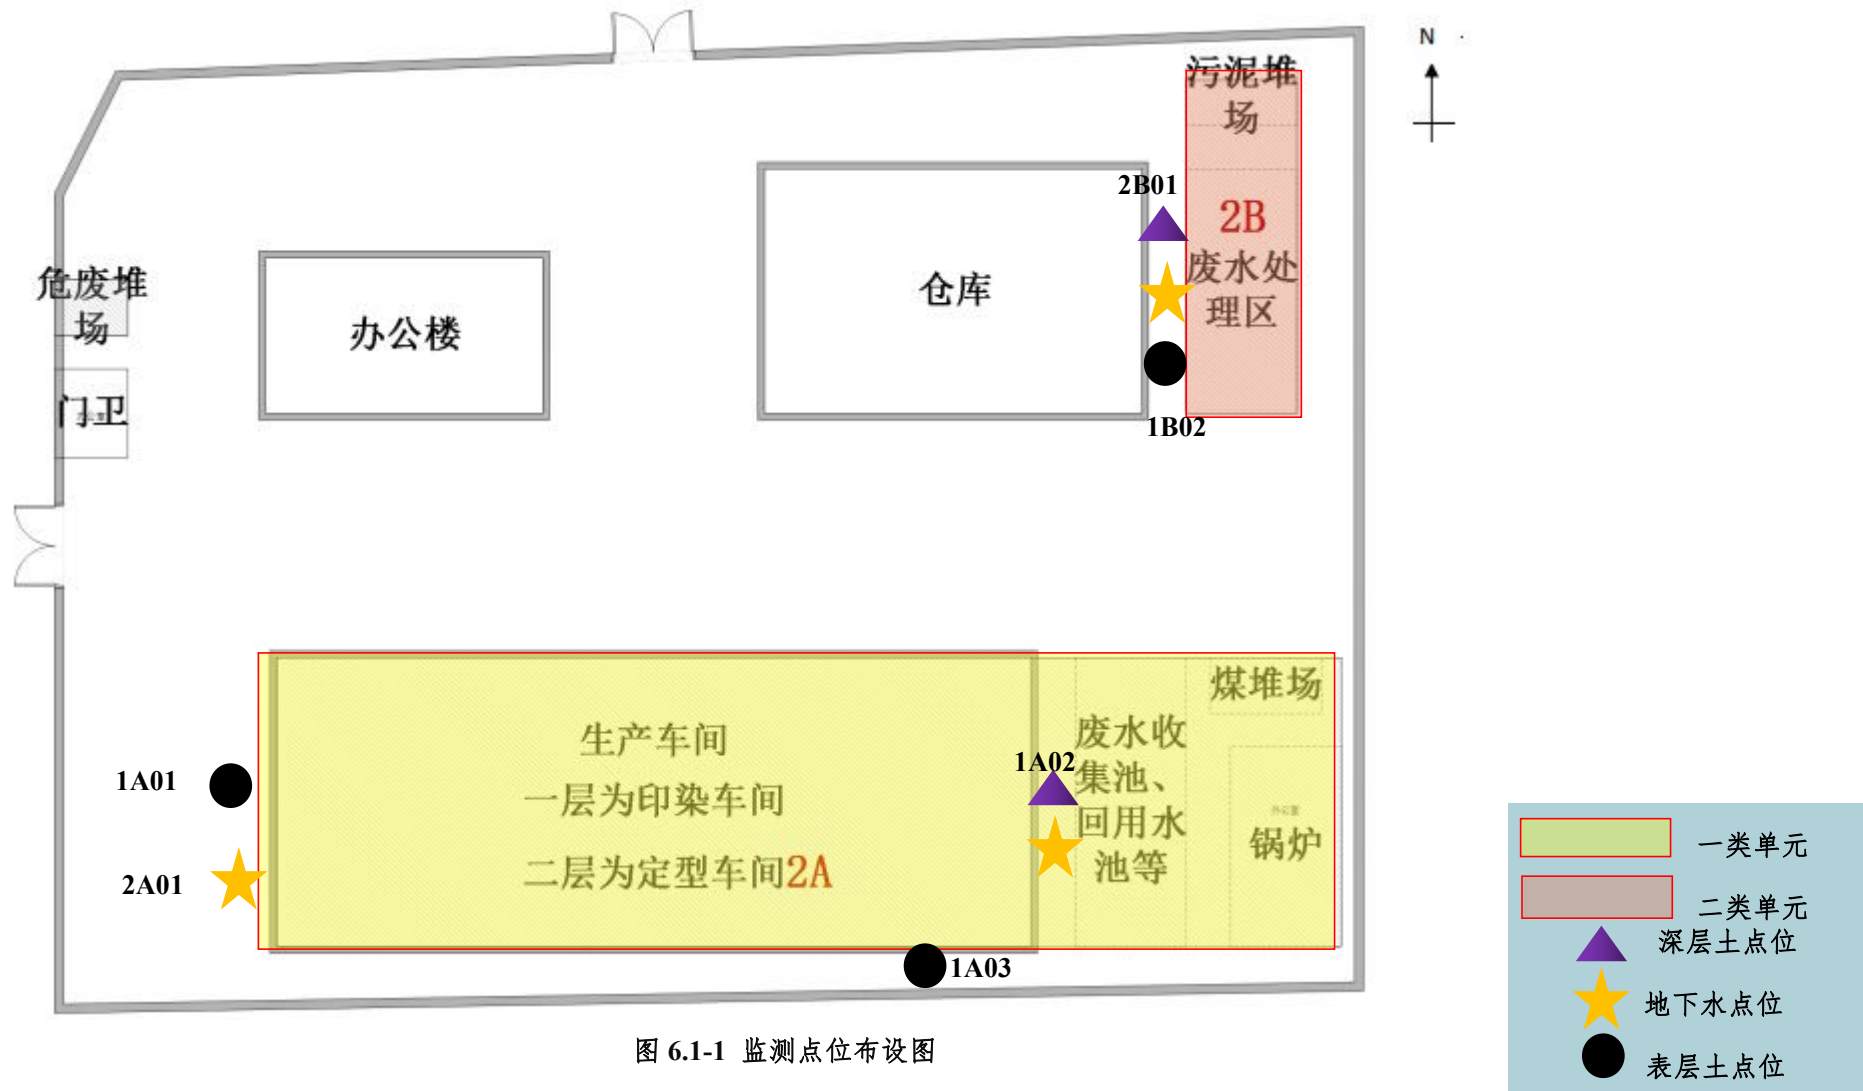 N
污泥堆
场
2B01
2B
废水处
理区
危废堆
场
仓库
办公楼
门卫
1B02
煤堆场
生产车间
废水收
1A02
集池、
1A01
一层为印染车间
回用水
办公室
锅炉
池等
二层为定型车间2A
2A01
1A03
图 6.1-1 监测点位布设图
一类单元
二类单元
深层土点位
地下水点位
表层土点位